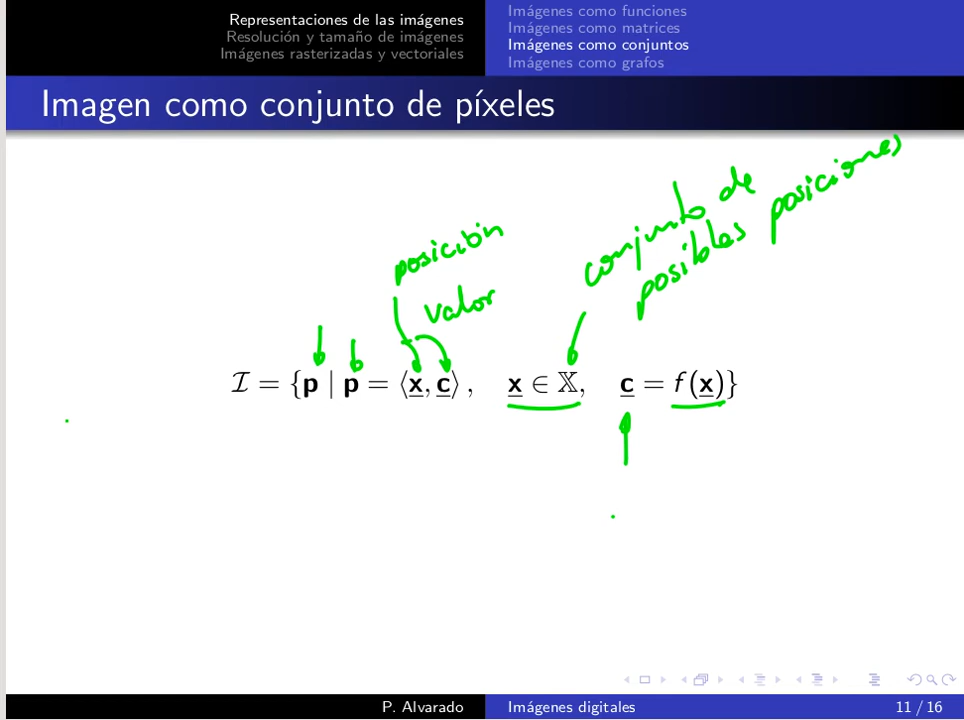 Representaciones de las imágenes
Resolución y tamaño de imágenes
Imágenes rasterizadas y vectoriales
Imágenes como funciones
Imágenes como matrices
Imágenes como conjuntos
Imágenes como grafos
Imagen como conjunto de píxeles
conjunto de
posibles posiciones
posición
valor
I = {p | p = ⟨x, c⟩, x ∈ 𝕏, c = f(x)}
P. Alvarado
Imágenes digitales
11 / 16